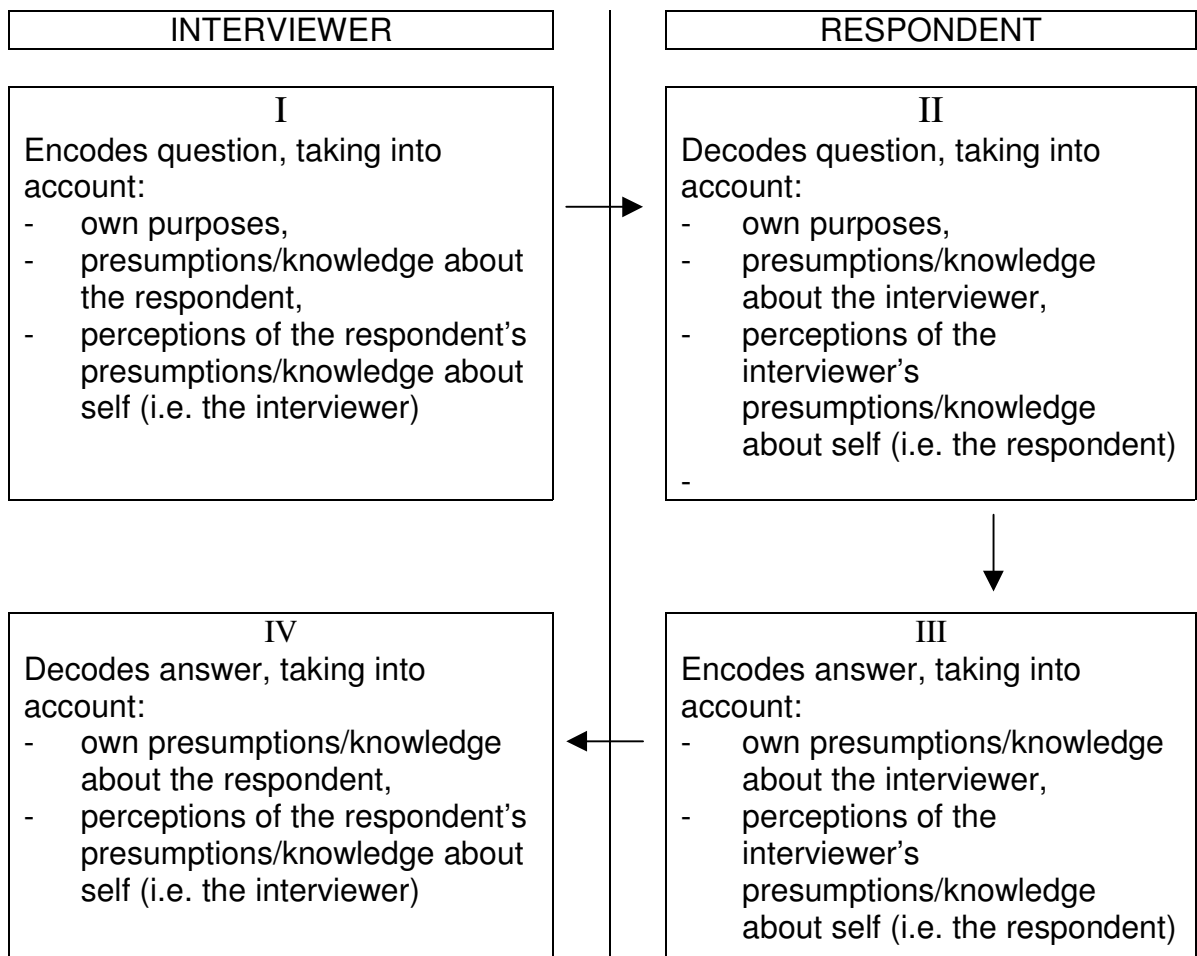 INTERVIEWER
RESPONDENT
I
Encodes question, taking into
account:
- own purposes,
- presumptions/knowledge about
the respondent,
- perceptions of the respondent’s
presumptions/knowledge about
self (i.e. the interviewer)
II
Decodes question, taking into
account:
- own purposes,
- presumptions/knowledge
about the interviewer,
- perceptions of the
interviewer’s
presumptions/knowledge
about self (i.e. the respondent)
-
III
Encodes answer, taking into
account:
- own presumptions/knowledge
about the interviewer,
- perceptions of the
interviewer’s
presumptions/knowledge
about self (i.e. the respondent)
IV
Decodes answer, taking into
account:
- own presumptions/knowledge
about the respondent,
- perceptions of the respondent’s
presumptions/knowledge about
self (i.e. the interviewer)